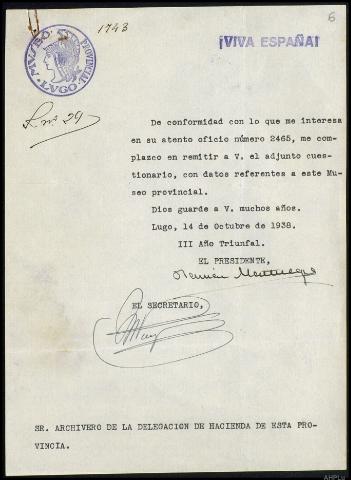 6
1743
¡VIVA ESPAÑA!
MUSEO PROVINCIAL
LUGO
De conformidad con lo que me interesa
en su atento oficio número 2465, me com-
plazco en remitir a V. el adjunto cues-
tionario, con datos referentes a este Mu-
seo provincial.
Dios guarde a V. muchos años.
Lugo, 14 de Octubre de 1938.
III Año Triunfal.
EL PRESIDENTE,
EL SECRETARIO,
SR. ARCHIVERO DE LA DELEGACION DE HACIENDA DE ESTA PRO-
VINCIA.
AHPLu